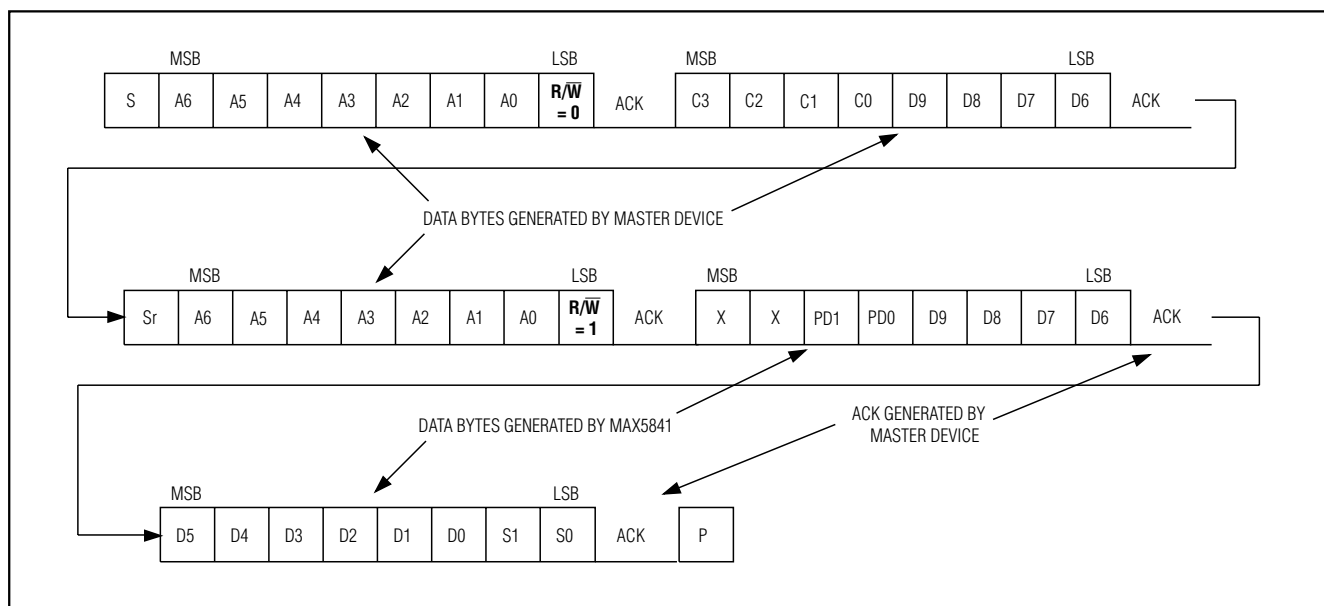 MSB LSB MSB LSB
S A6 A5 A4 A3 A2 A1 A0 R/W̅ = 0 ACK C3 C2 C1 C0 D9 D8 D7 D6 ACK
DATA BYTES GENERATED BY MASTER DEVICE
MSB LSB MSB LSB
Sr A6 A5 A4 A3 A2 A1 A0 R/W̅ = 1 ACK X X PD1 PD0 D9 D8 D7 D6 ACK
DATA BYTES GENERATED BY MAX5841
ACK GENERATED BY
MASTER DEVICE
MSB LSB
D5 D4 D3 D2 D1 D0 S1 S0 ACK P